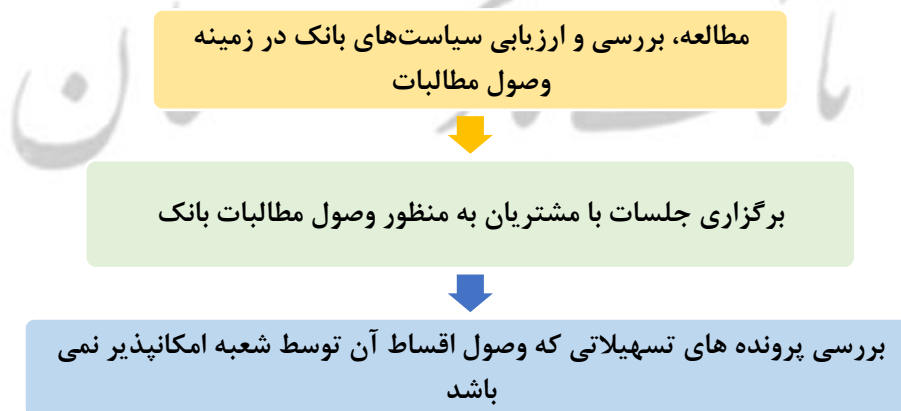 مطالعه، بررسی و ارزیابی سیاست‌های بانک در زمینه
وصول مطالبات
برگزاری جلسات با مشتریان به منظور وصول مطالبات بانک
بررسی پرونده های تسهیلاتی که وصول اقساط آن توسط شعبه امکانپذیر نمی
باشد